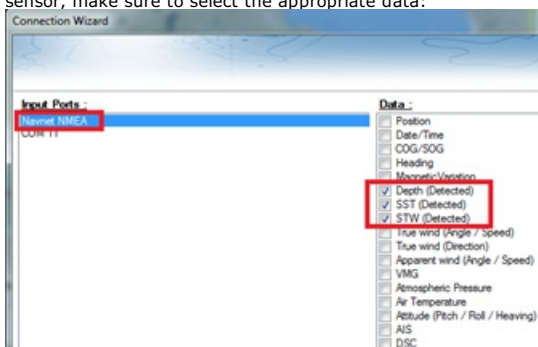 sensor, make sure to select the appropriate data:
Connection Wizard
Input Ports :
Navnet NMEA
COM 11
Data :
Position
Date/Time
COG/SOG
Heading
MagneticVariation
Depth (Detected)
SST (Detected)
STW (Detected)
True wind (Angle / Speed)
True wind (Direction)
Apparent wind (Angle / Speed)
VMG
Atmospheric Pressure
Air Temperature
Attitude (Pitch / Roll / Heaving)
AIS
DSC